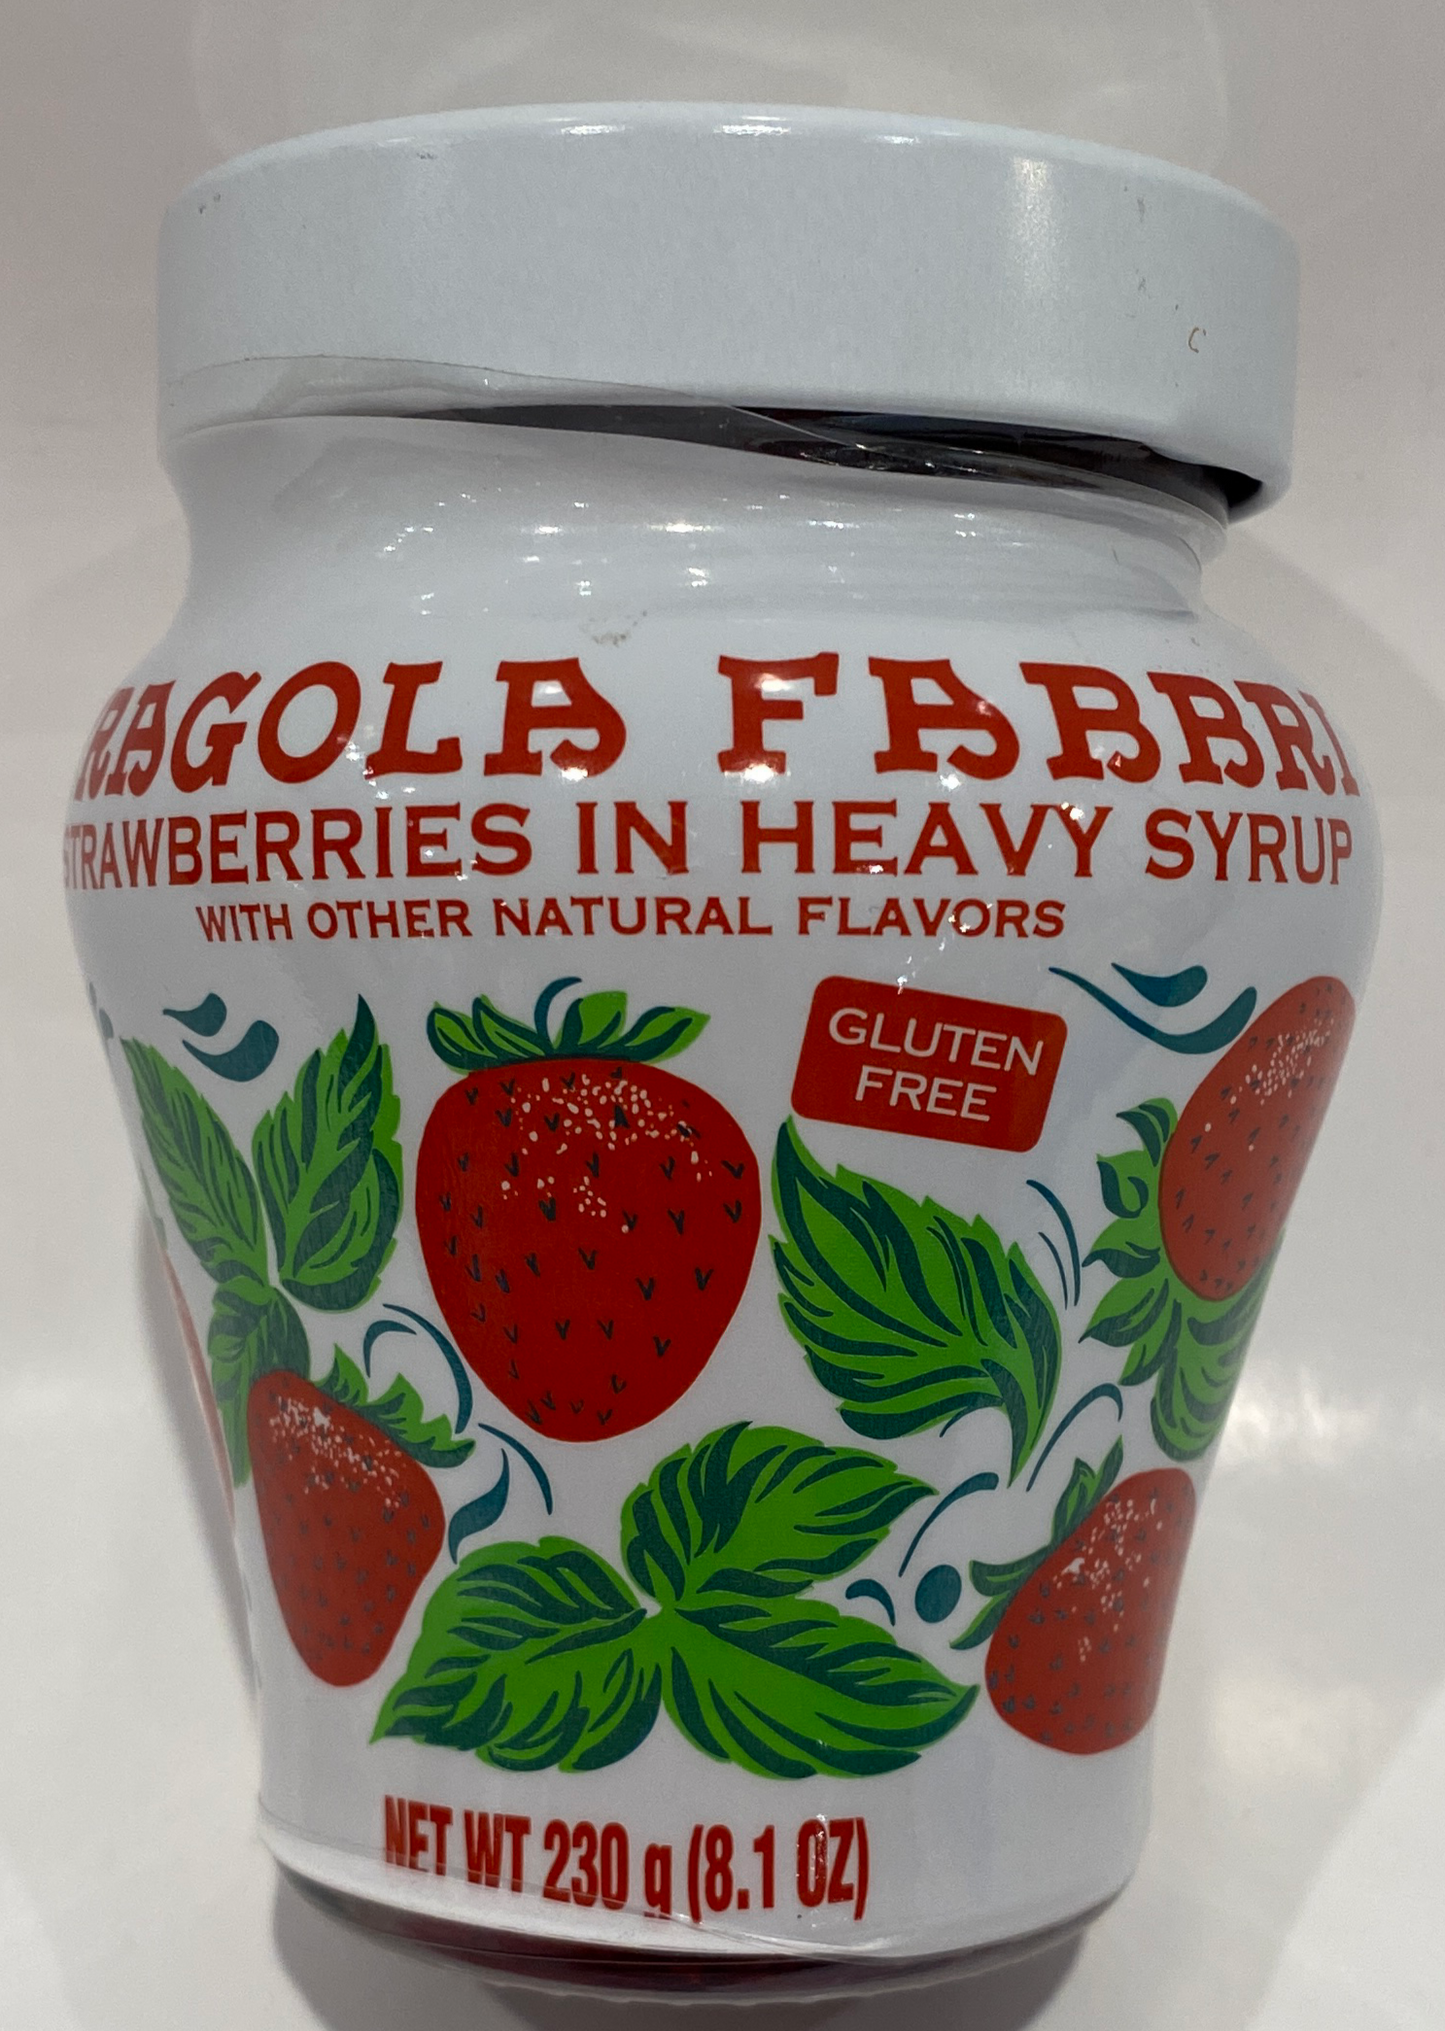 RAGOLA FABBRI
STRAWBERRIES IN HEAVY SYRUP
WITH OTHER NATURAL FLAVORS
GLUTEN
FREE
NET WT 230 g (8.1 OZ)